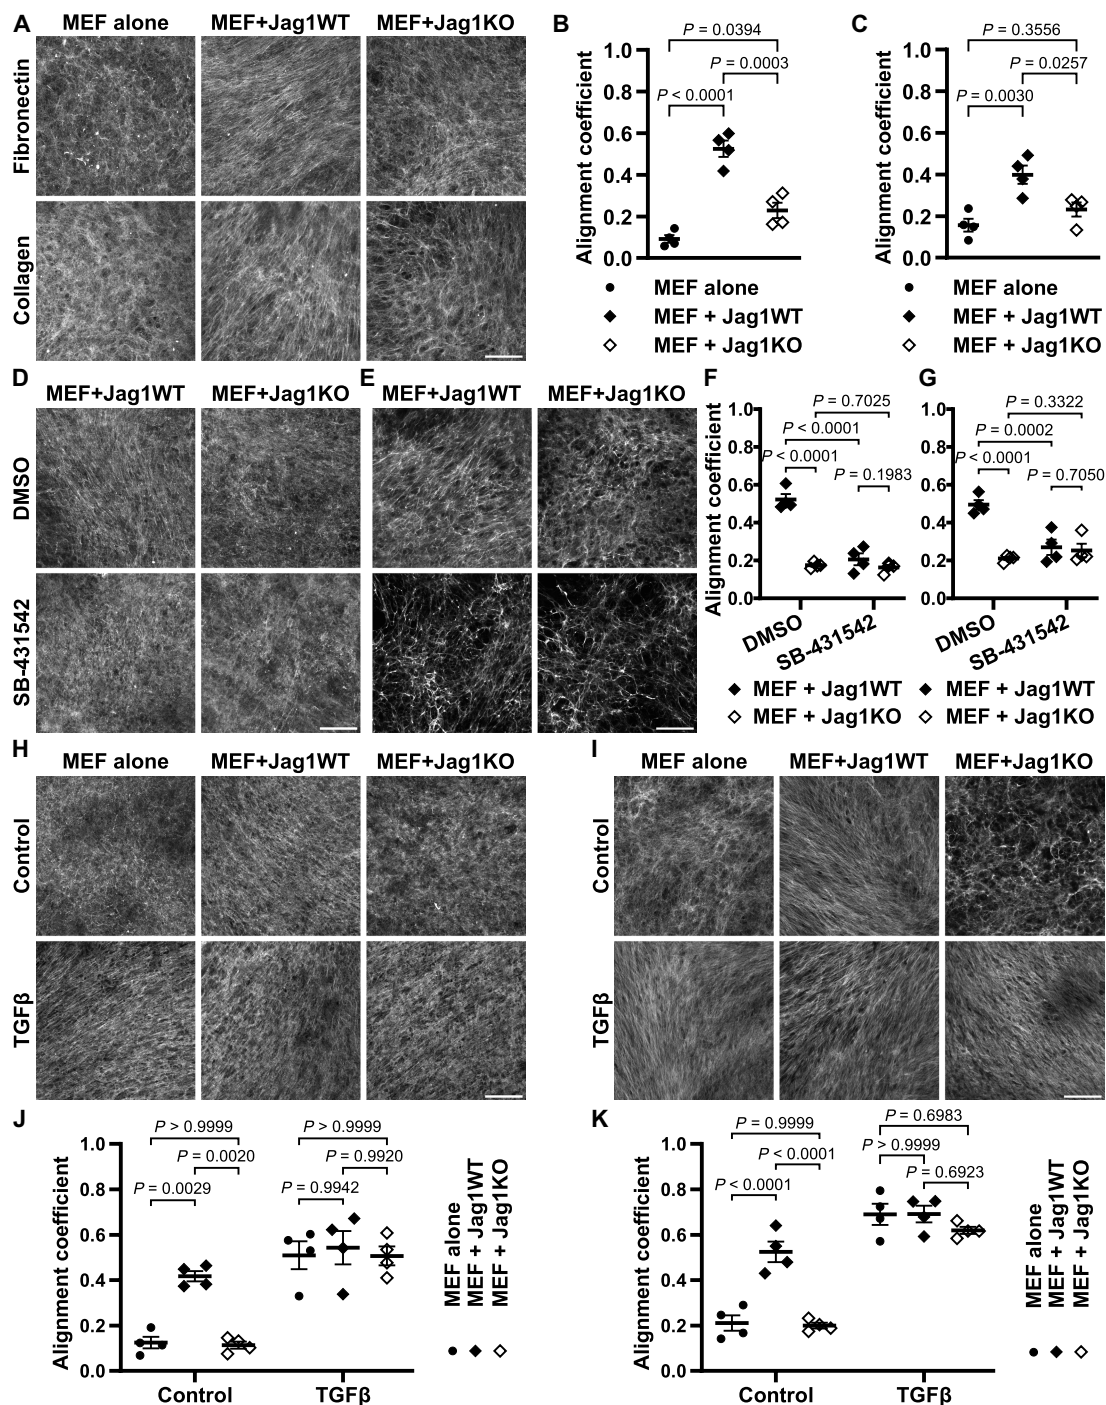 A
MEF alone MEF+Jag1WT MEF+Jag1KO
Fibronectin
Collagen
B
P = 0.0394
P = 0.0003
P < 0.0001
Alignment coefficient
1.0
0.8
0.6
0.4
0.2
0.0
MEF alone
MEF + Jag1WT
MEF + Jag1KO
C
P = 0.3556
P = 0.0257
P = 0.0030
Alignment coefficient
1.0
0.8
0.6
0.4
0.2
0.0
MEF alone
MEF + Jag1WT
MEF + Jag1KO
D
MEF+Jag1WT MEF+Jag1KO
DMSO
SB-431542
E
MEF+Jag1WT MEF+Jag1KO
F
P = 0.7025
P < 0.0001
P < 0.0001
P = 0.1983
Alignment coefficient
1.0
0.8
0.6
0.4
0.2
0.0
DMSO
SB-431542
MEF + Jag1WT
MEF + Jag1KO
G
P = 0.3322
P = 0.0002
P < 0.0001
P = 0.7050
1.0
0.8
0.6
0.4
0.2
0.0
DMSO
SB-431542
MEF + Jag1WT
MEF + Jag1KO
H
MEF alone MEF+Jag1WT MEF+Jag1KO
Control
TGFβ
I
MEF alone MEF+Jag1WT MEF+Jag1KO
Control
TGFβ
J
P > 0.9999
P = 0.0020
P = 0.0029
P > 0.9999
P = 0.9920
P = 0.9942
Alignment coefficient
1.0
0.8
0.6
0.4
0.2
0.0
Control
TGFβ
MEF alone
MEF + Jag1WT
MEF + Jag1KO
K
P = 0.9999
P < 0.0001
P < 0.0001
P = 0.6983
P > 0.9999
P = 0.6923
Alignment coefficient
1.0
0.8
0.6
0.4
0.2
0.0
Control
TGFβ
MEF alone
MEF + Jag1WT
MEF + Jag1KO